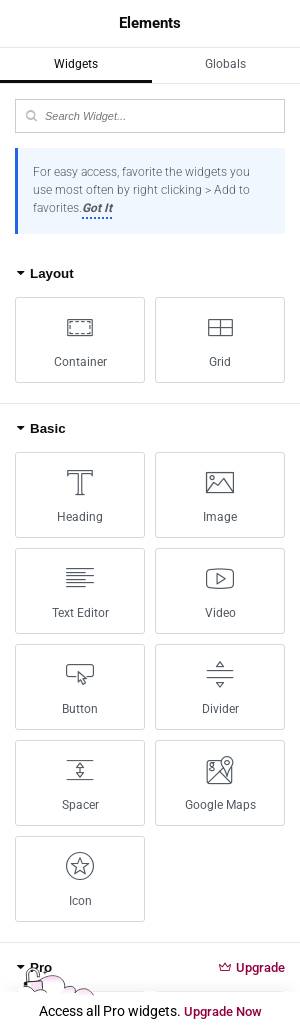 Elements
Widgets
Globals
Search Widget...
For easy access, favorite the widgets you
use most often by right clicking > Add to
favorites. Got It
Layout
Container
Grid
Basic
Heading
Image
Text Editor
Video
Button
Divider
Spacer
Google Maps
Icon
Pro
Upgrade
Access all Pro widgets. Upgrade Now